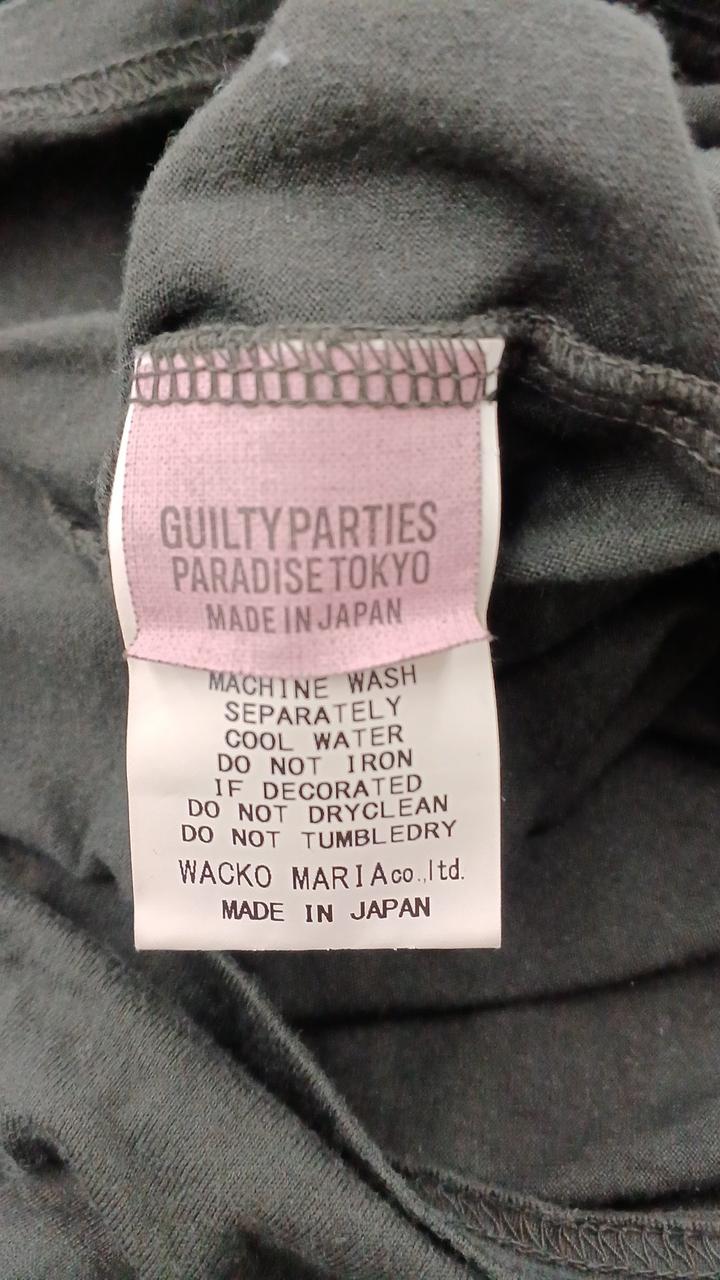 GUILTY PARTIES
PARADISE TOKYO
MADE IN JAPAN
MACHINE WASH
SEPARATELY
COOL WATER
DO NOT IRON
IF DECORATED
DO NOT DRYCLEAN
DO NOT TUMBLEDRY
WACKO MARIA co.,ltd.
MADE IN JAPAN